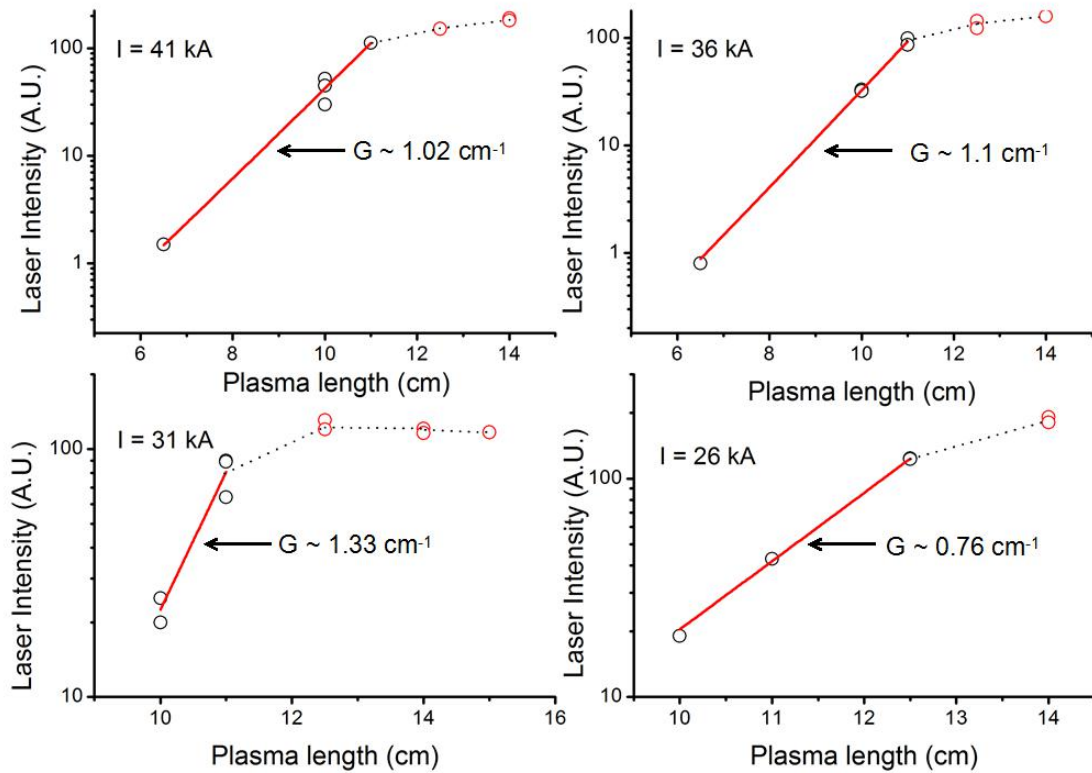 Laser Intensity (A.U.)
100
10
1
I = 41 kA
G ~ 1.02 cm-1
6 8 10 12 14
Plasma length (cm)
Laser Intensity (A.U.)
100
10
1
I = 36 kA
G ~ 1.1 cm-1
6 8 10 12 14
Plasma length (cm)
Laser Intensity (A.U.)
100
10
I = 31 kA
G ~ 1.33 cm-1
10 12 14 16
Plasma length (cm)
Laser Intensity (A.U.)
100
10
I = 26 kA
G ~ 0.76 cm-1
10 11 12 13 14
Plasma length (cm)